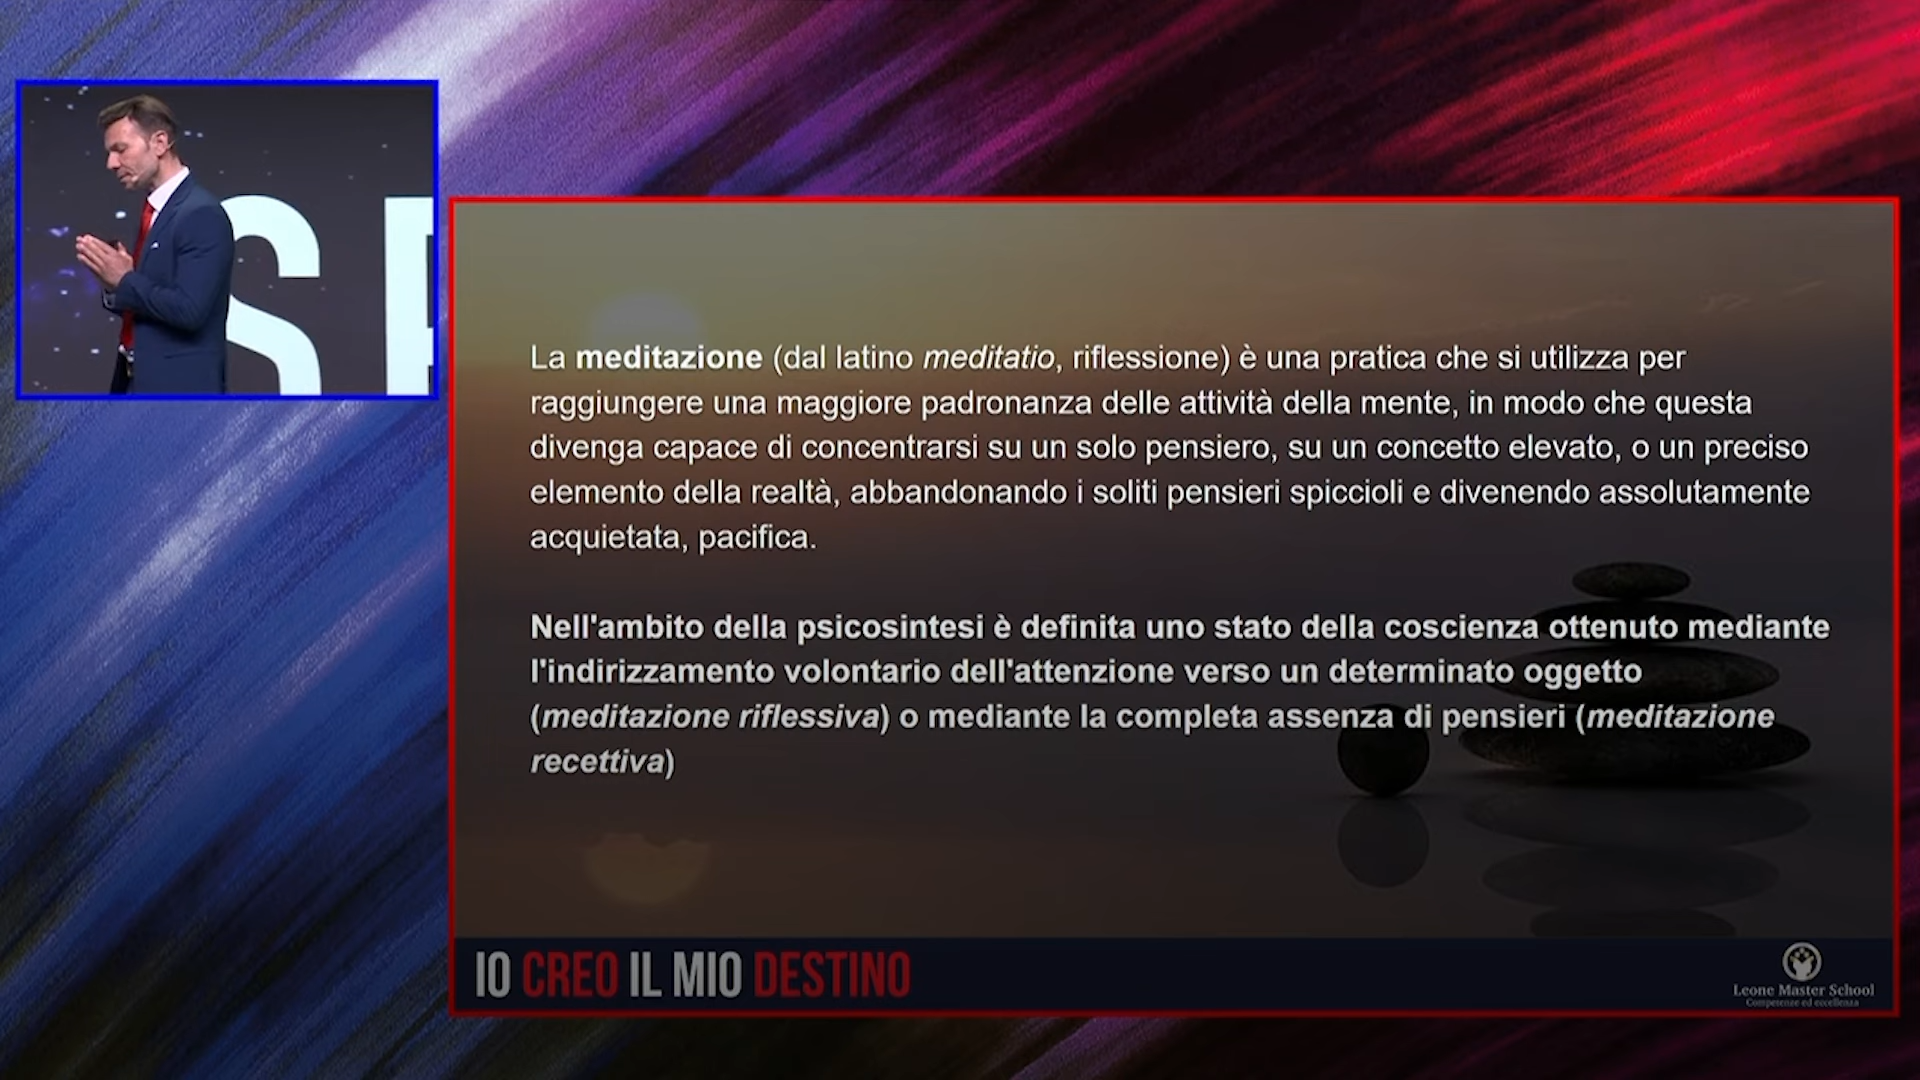 La meditazione (dal latino meditatio, riflessione) è una pratica che si utilizza per
raggiungere una maggiore padronanza delle attività della mente, in modo che questa
divenga capace di concentrarsi su un solo pensiero, su un concetto elevato, o un preciso
elemento della realtà, abbandonando i soliti pensieri spiccioli e divenendo assolutamente
acquietata, pacifica.
Nell'ambito della psicosintesi è definita uno stato della coscienza ottenuto mediante
l'indirizzamento volontario dell'attenzione verso un determinato oggetto
(meditazione riflessiva) o mediante la completa assenza di pensieri (meditazione
recettiva)
IO CREO IL MIO DESTINO
Leone Master School
Competenze ed eccellenza